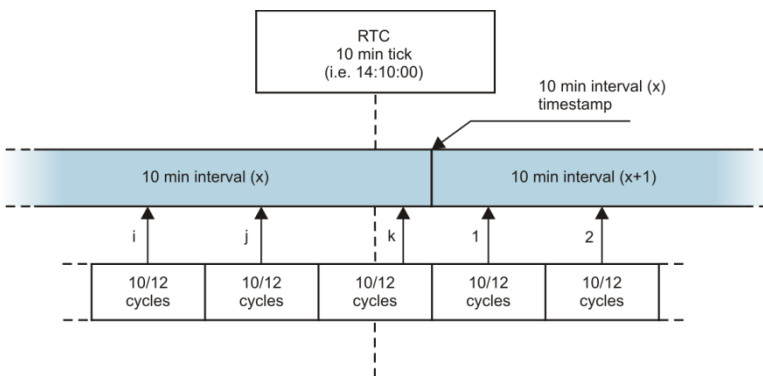 RTC
10 min tick
(i.e. 14:10:00)
10 min interval (x)
timestamp
10 min interval (x)
10 min interval (x+1)
i
j
k
1
2
10/12
cycles
10/12
cycles
10/12
cycles
10/12
cycles
10/12
cycles